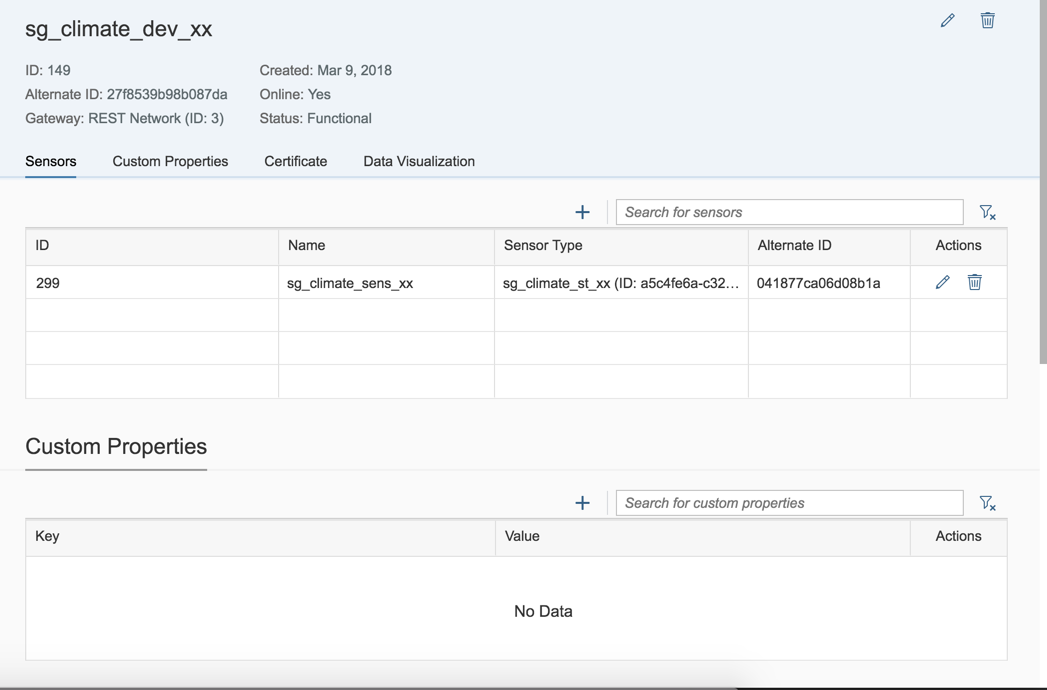 sg_climate_dev_xx
ID: 149 Created: Mar 9, 2018
Alternate ID: 27f8539b98b087da Online: Yes
Gateway: REST Network (ID: 3) Status: Functional
Sensors Custom Properties Certificate Data Visualization
Search for sensors
ID Name Sensor Type Alternate ID Actions
299 sg_climate_sens_xx sg_climate_st_xx (ID: a5c4fe6a-c32... 041877ca06d08b1a
Custom Properties
Search for custom properties
Key Value Actions
No Data